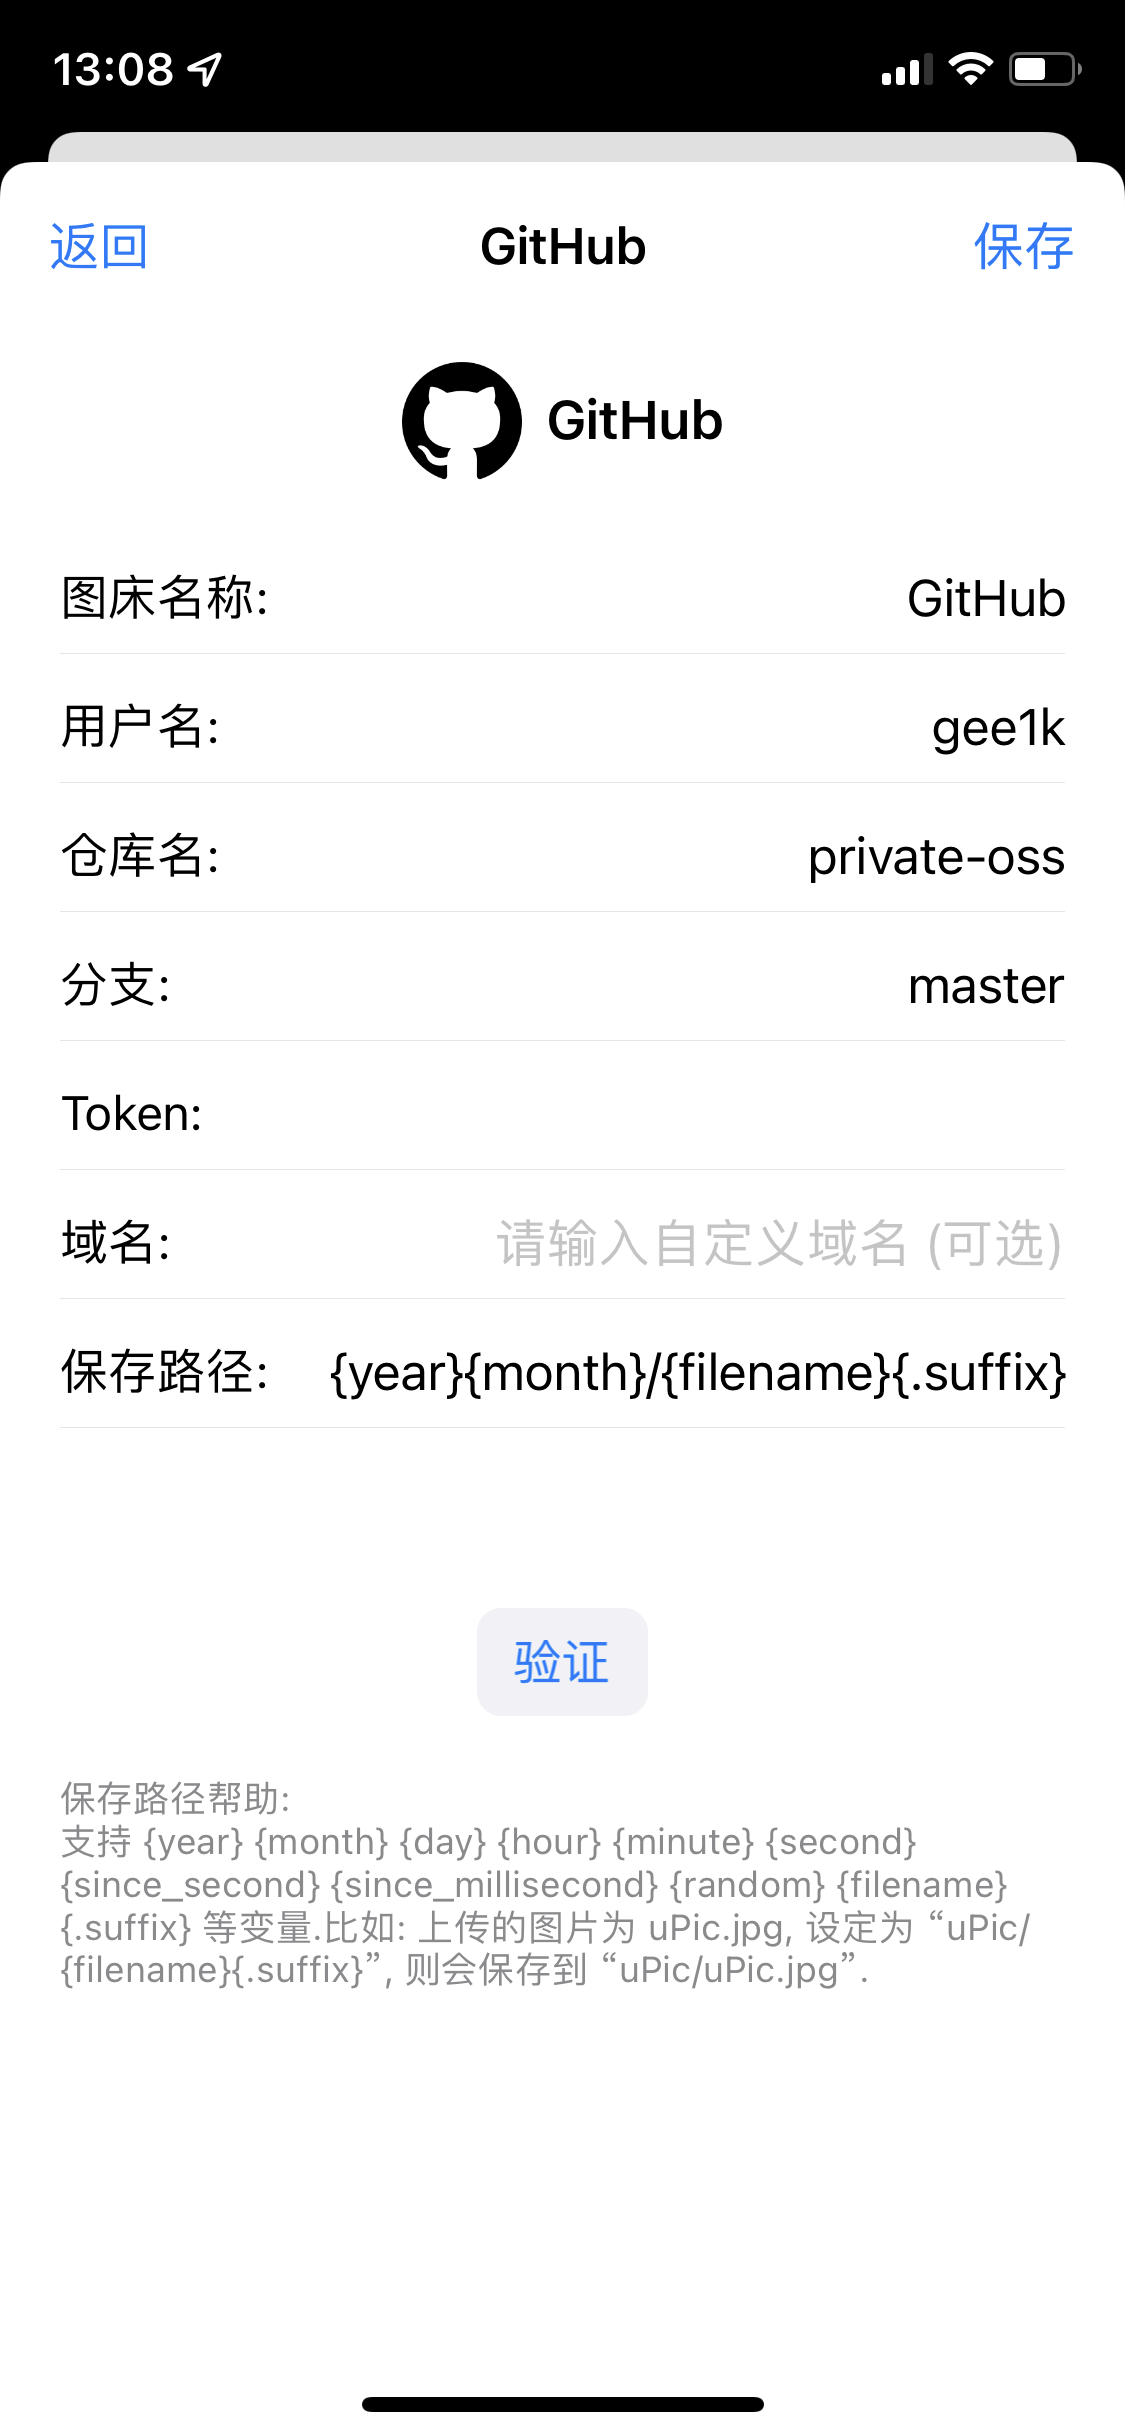 13:08
返回
GitHub
保存
GitHub
图床名称:
GitHub
用户名:
gee1k
仓库名:
private-oss
分支:
master
Token:
域名:
请输入自定义域名 (可选)
保存路径:
{year}{month}/{filename}{.suffix}
验证
保存路径帮助:
支持 {year} {month} {day} {hour} {minute} {second}
{since_second} {since_millisecond} {random} {filename}
{.suffix} 等变量.比如: 上传的图片为 uPic.jpg, 设定为 “uPic/
{filename}{.suffix}”, 则会保存到 “uPic/uPic.jpg”.